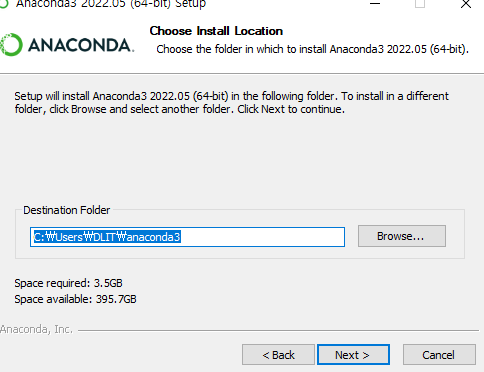 Anaconda3 2022.05 (64-bit) Setup
ANACONDA.
Choose Install Location
Choose the folder in which to install Anaconda3 2022.05 (64-bit).
Setup will install Anaconda3 2022.05 (64-bit) in the following folder. To install in a different
folder, click Browse and select another folder. Click Next to continue.
Destination Folder
C:₩Users₩DLIT₩anaconda3
Browse...
Space required: 3.5GB
Space available: 395.7GB
Anaconda, Inc.
< Back
Next >
Cancel